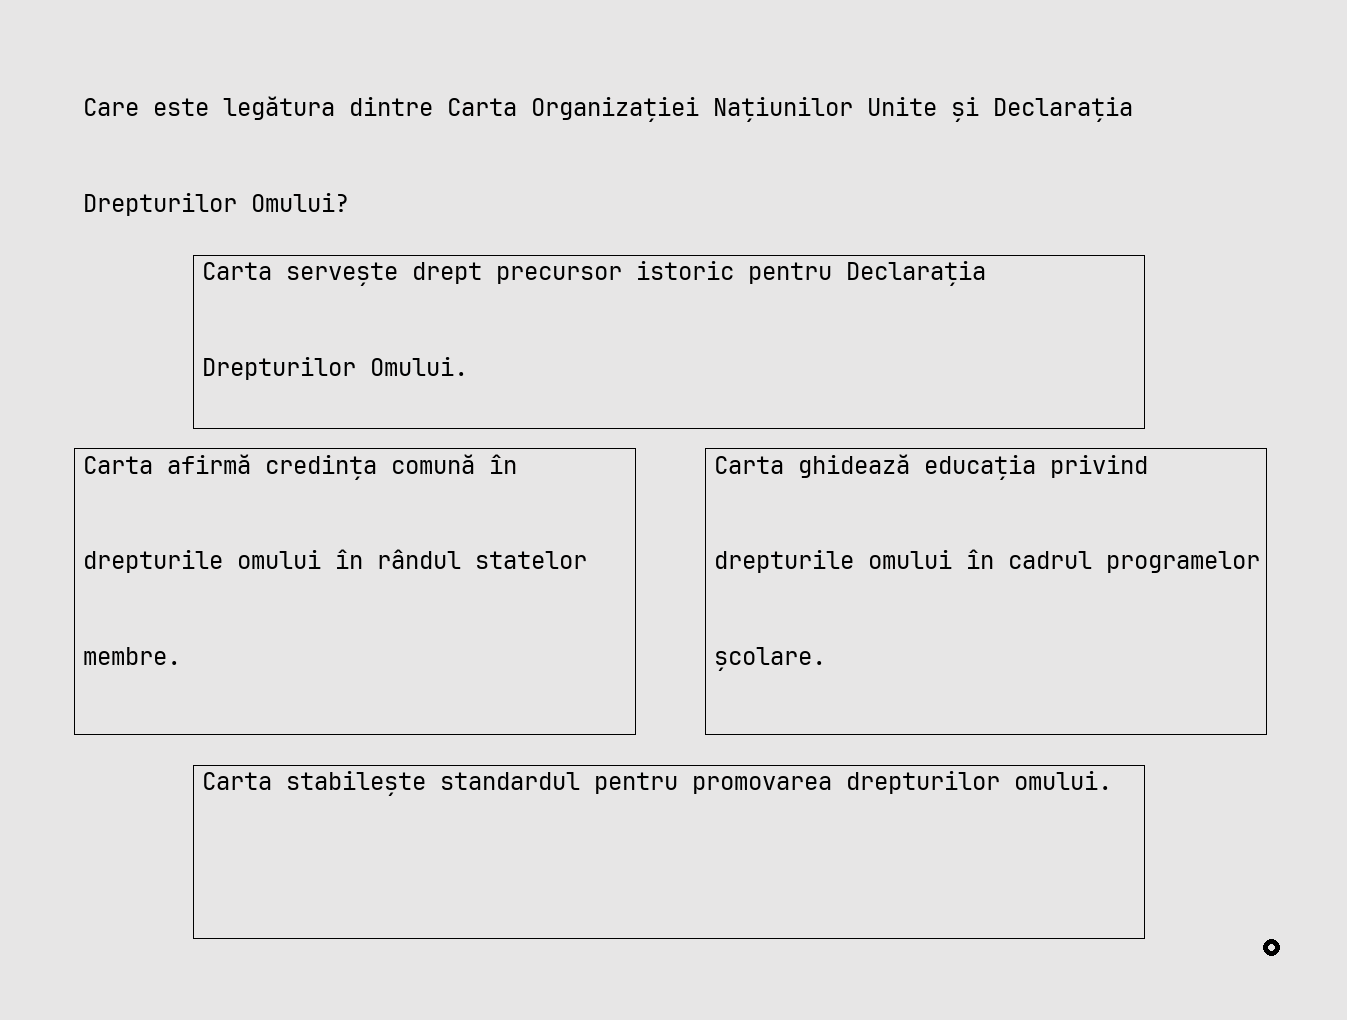 Care este legătura dintre Carta Organizației Națiunilor Unite și Declarația
Drepturilor Omului?
Carta servește drept precursor istoric pentru Declarația
Drepturilor Omului.
Carta afirmă credința comună în
drepturile omului în rândul statelor
membre.
Carta ghidează educația privind
drepturile omului în cadrul programelor
școlare.
Carta stabilește standardul pentru promovarea drepturilor omului.